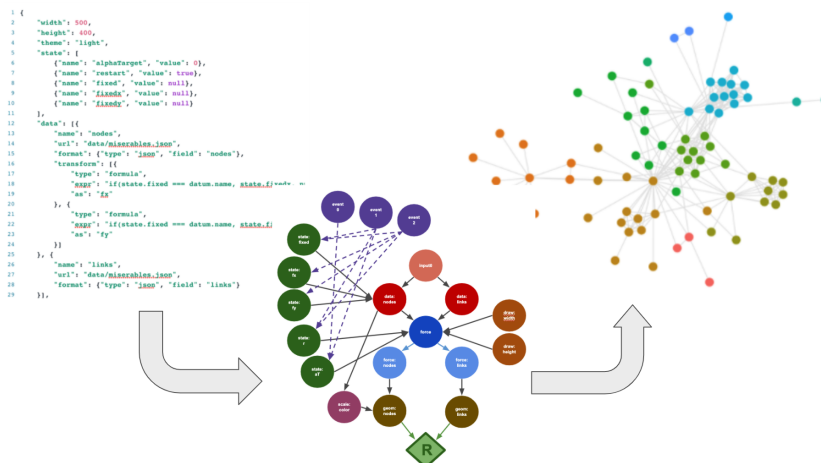 1 {
2 "width": 500,
3 "height": 400,
4 "theme": "light",
5 "state": [
6 {"name": "alphaTarget", "value": 0},
7 {"name": "restart", "value": true},
8 {"name": "fixed", "value": null},
9 {"name": "fixedx", "value": null},
10 {"name": "fixedy", "value": null}
11 ],
12 "data": [{
13 "name": "nodes",
14 "url": "data/miserables.json",
15 "format": {"type": "json", "field": "nodes"},
16 "transform": [{
17 "type": "formula",
18 "expr": "if(state.fixed === datum.name, state.fixedx,
19 "as": "fx"
20 }, {
21 "type": "formula",
22 "expr": "if(state.fixed === datum.name, state.fi
23 "as": "fy"
24 }]
25 }, {
26 "name": "links",
27 "url": "data/miserables.json",
28 "format": {"type": "json", "field": "links"}
29 }],
event
event
1
event
2
state:
fixed
state:
fx
state:
fy
state:
r
state:
aT
data:
nodes
data:
links
force
draw:
width
draw:
height
force:
nodes
force:
links
scale:
color
geom:
nodes
geom:
links
R